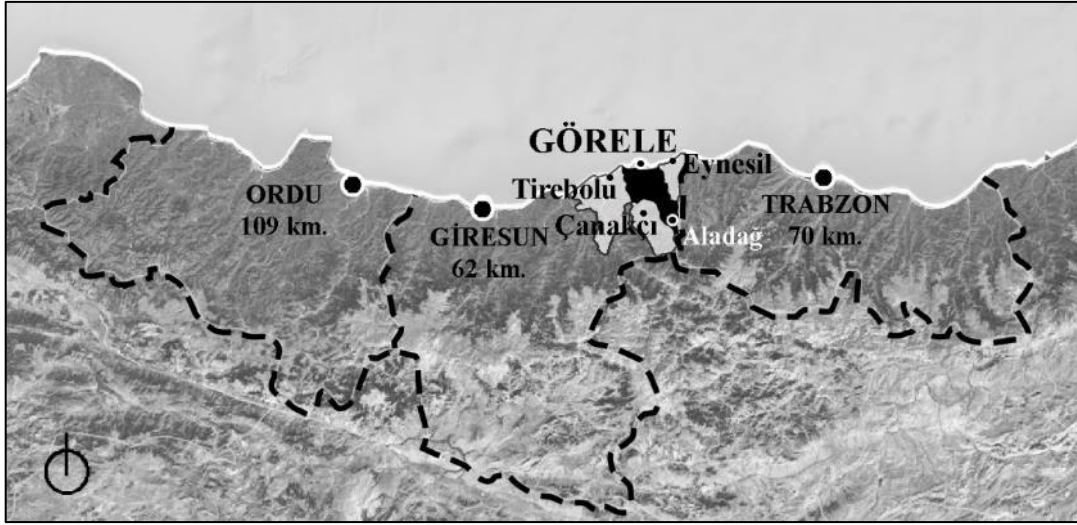 GÖRELE
Eynesil
Tirebolu
ORDU
109 km.
TRABZON
70 km.
Çanakçı
GİRESUN
62 km.
Aladağ